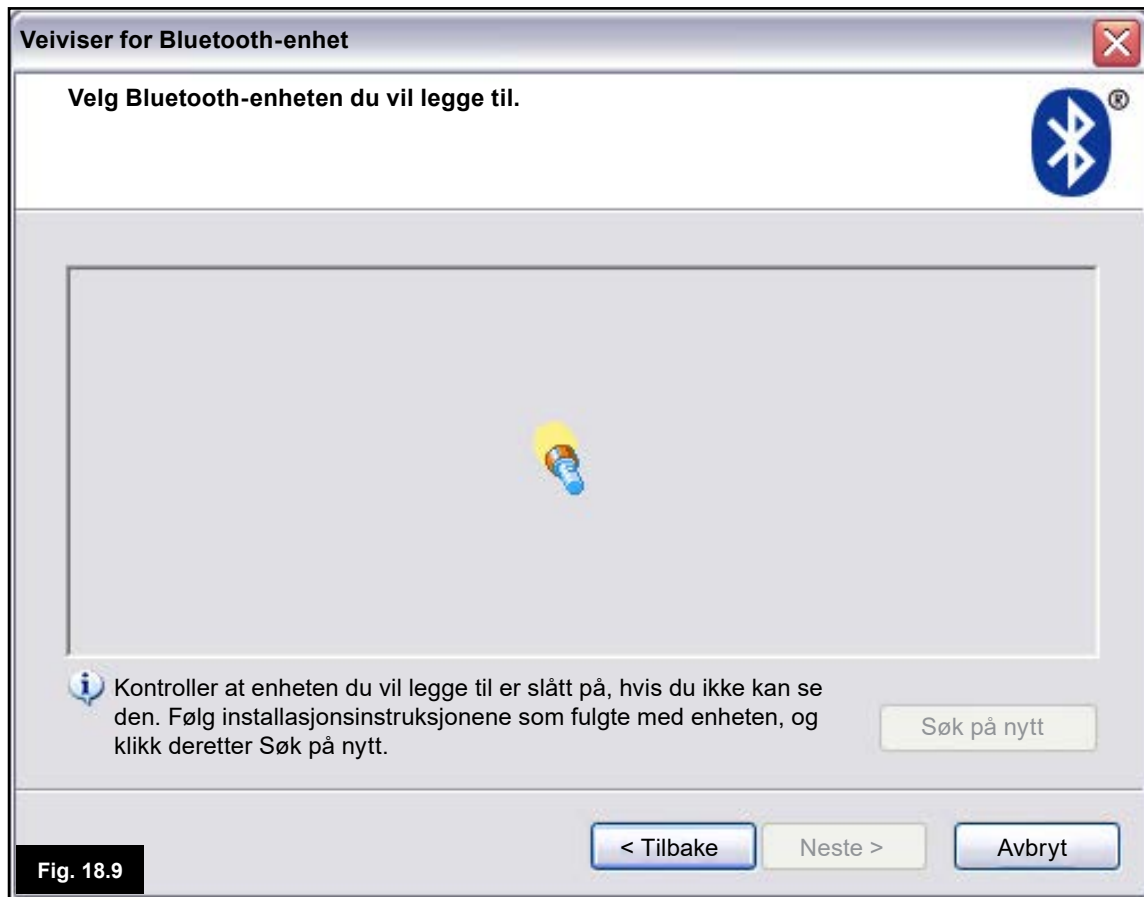 Veiviser for Bluetooth-enhet
Velg Bluetooth-enheten du vil legge til.
®
Kontroller at enheten du vil legge til er slått på, hvis du ikke kan se
den. Følg installasjonsinstruksjonene som fulgte med enheten, og
klikk deretter Søk på nytt.
Søk på nytt
< Tilbake
Neste >
Avbryt
Fig. 18.9